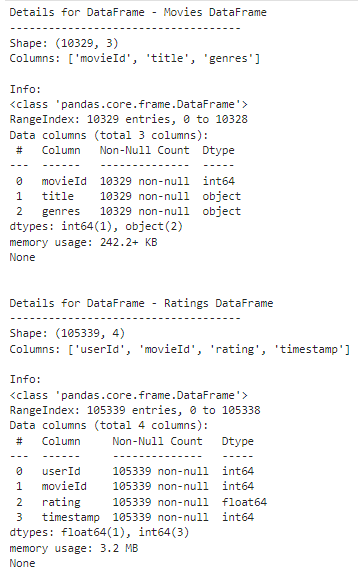 Details for DataFrame - Movies DataFrame
-----------------------------------
Shape: (10329, 3)
Columns: ['movieId', 'title', 'genres']

Info:
<class 'pandas.core.frame.DataFrame'>
RangeIndex: 10329 entries, 0 to 10328
Data columns (total 3 columns):
 #   Column   Non-Null Count  Dtype
---  ------   --------------  -----
 0   movieId  10329 non-null  int64
 1   title    10329 non-null  object
 2   genres   10329 non-null  object
dtypes: int64(1), object(2)
memory usage: 242.2+ KB
None


Details for DataFrame - Ratings DataFrame
-----------------------------------
Shape: (105339, 4)
Columns: ['userId', 'movieId', 'rating', 'timestamp']

Info:
<class 'pandas.core.frame.DataFrame'>
RangeIndex: 105339 entries, 0 to 105338
Data columns (total 4 columns):
 #   Column     Non-Null Count   Dtype
---  ------     --------------   -----
 0   userId     105339 non-null  int64
 1   movieId    105339 non-null  int64
 2   rating     105339 non-null  float64
 3   timestamp  105339 non-null  int64
dtypes: float64(1), int64(3)
memory usage: 3.2 MB
None